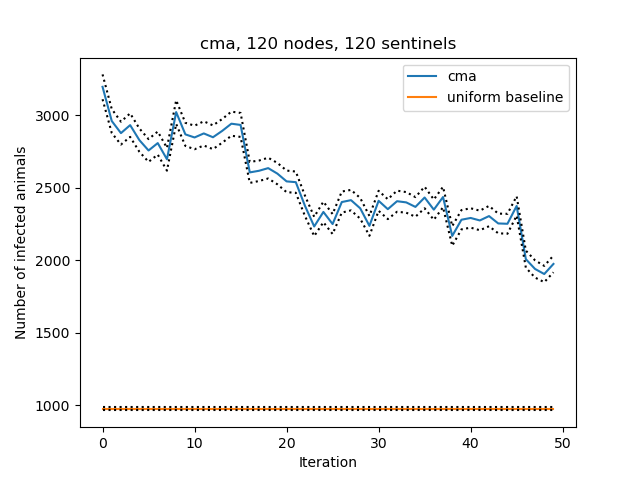 cma, 120 nodes, 120 sentinels
cma
uniform baseline
3000
2500
2000
1500
1000
Number of infected animals
0 10 20 30 40 50
Iteration